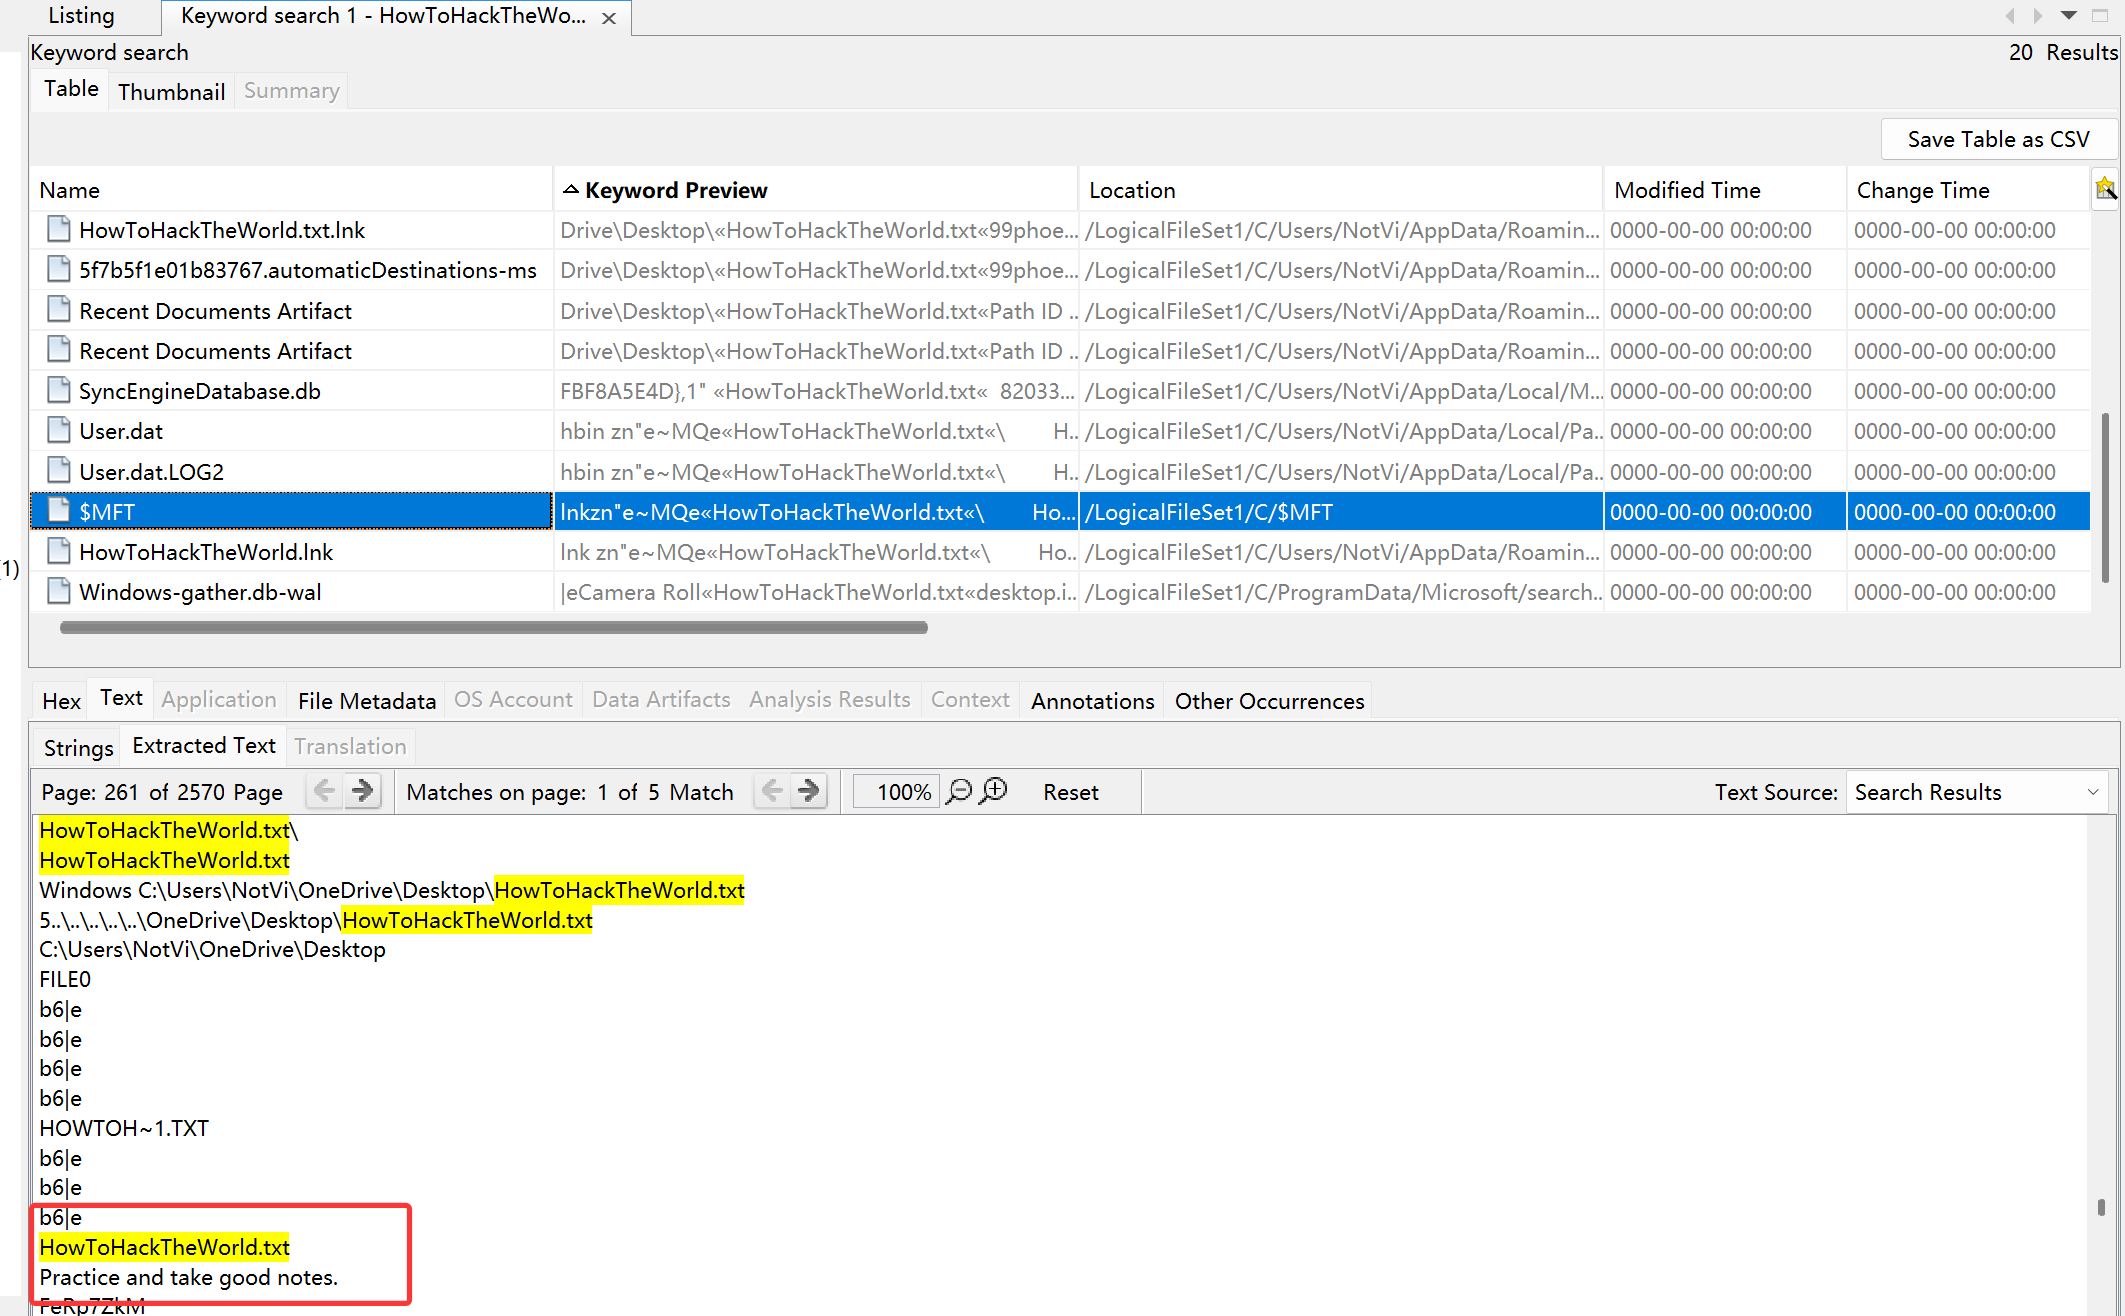 Listing Keyword search 1 - HowToHackTheWo... ×
Keyword search 20 Results
Table Thumbnail Summary
Save Table as CSV
Name Keyword Preview Location Modified Time Change Time
HowToHackTheWorld.txt.lnk Drive\Desktop\«HowToHackTheWorld.txt«99phoe... /LogicalFileSet1/C/Users/NotVi/AppData/Roamin... 0000-00-00 00:00:00 0000-00-00 00:00:00
5f7b5f1e01b83767.automaticDestinations-ms Drive\Desktop\«HowToHackTheWorld.txt«99phoe... /LogicalFileSet1/C/Users/NotVi/AppData/Roamin... 0000-00-00 00:00:00 0000-00-00 00:00:00
Recent Documents Artifact Drive\Desktop\«HowToHackTheWorld.txt«Path ID .. /LogicalFileSet1/C/Users/NotVi/AppData/Roamin... 0000-00-00 00:00:00 0000-00-00 00:00:00
Recent Documents Artifact Drive\Desktop\«HowToHackTheWorld.txt«Path ID .. /LogicalFileSet1/C/Users/NotVi/AppData/Roamin... 0000-00-00 00:00:00 0000-00-00 00:00:00
SyncEngineDatabase.db FBF8A5E4D},1" «HowToHackTheWorld.txt« 82033... /LogicalFileSet1/C/Users/NotVi/AppData/Local/M... 0000-00-00 00:00:00 0000-00-00 00:00:00
User.dat hbin zn"e~MQe«HowToHackTheWorld.txt«\ H.. /LogicalFileSet1/C/Users/NotVi/AppData/Local/Pa... 0000-00-00 00:00:00 0000-00-00 00:00:00
User.dat.LOG2 hbin zn"e~MQe«HowToHackTheWorld.txt«\ H.. /LogicalFileSet1/C/Users/NotVi/AppData/Local/Pa... 0000-00-00 00:00:00 0000-00-00 00:00:00
$MFT lnkzn"e~MQe«HowToHackTheWorld.txt«\ Ho... /LogicalFileSet1/C/$MFT 0000-00-00 00:00:00 0000-00-00 00:00:00
HowToHackTheWorld.lnk lnk zn"e~MQe«HowToHackTheWorld.txt«\ Ho.. /LogicalFileSet1/C/Users/NotVi/AppData/Roamin... 0000-00-00 00:00:00 0000-00-00 00:00:00
1)
Windows-gather.db-wal |eCamera Roll«HowToHackTheWorld.txt«desktop.i.. /LogicalFileSet1/C/ProgramData/Microsoft/search.. 0000-00-00 00:00:00 0000-00-00 00:00:00
Hex Text Application File Metadata OS Account Data Artifacts Analysis Results Context Annotations Other Occurrences
Strings Extracted Text Translation
Page: 261 of 2570 Page Matches on page: 1 of 5 Match 100% Reset Text Source: Search Results
HowToHackTheWorld.txt\
HowToHackTheWorld.txt
Windows C:\Users\NotVi\OneDrive\Desktop\HowToHackTheWorld.txt
5..\..\..\..\..\OneDrive\Desktop\HowToHackTheWorld.txt
C:\Users\NotVi\OneDrive\Desktop
FILE0
b6|e
b6|e
b6|e
b6|e
HOWTOH~1.TXT
b6|e
b6|e
b6|e
HowToHackTheWorld.txt
Practice and take good notes.
FeRp7ZkM